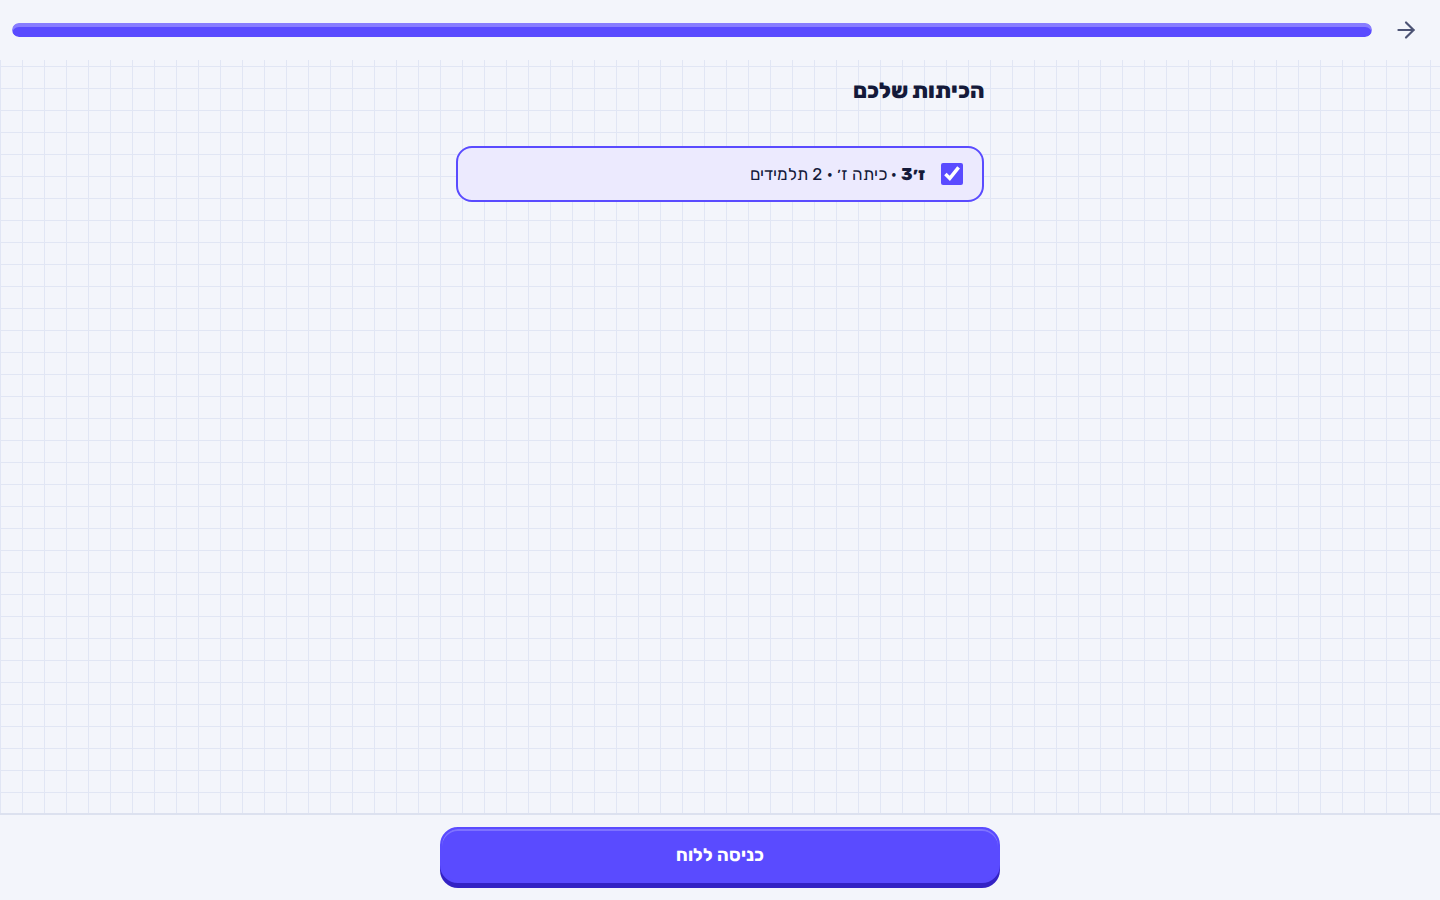 הכיתות שלכם
ז׳3 • כיתה ז׳ • 2 תלמידים
כניסה ללוח